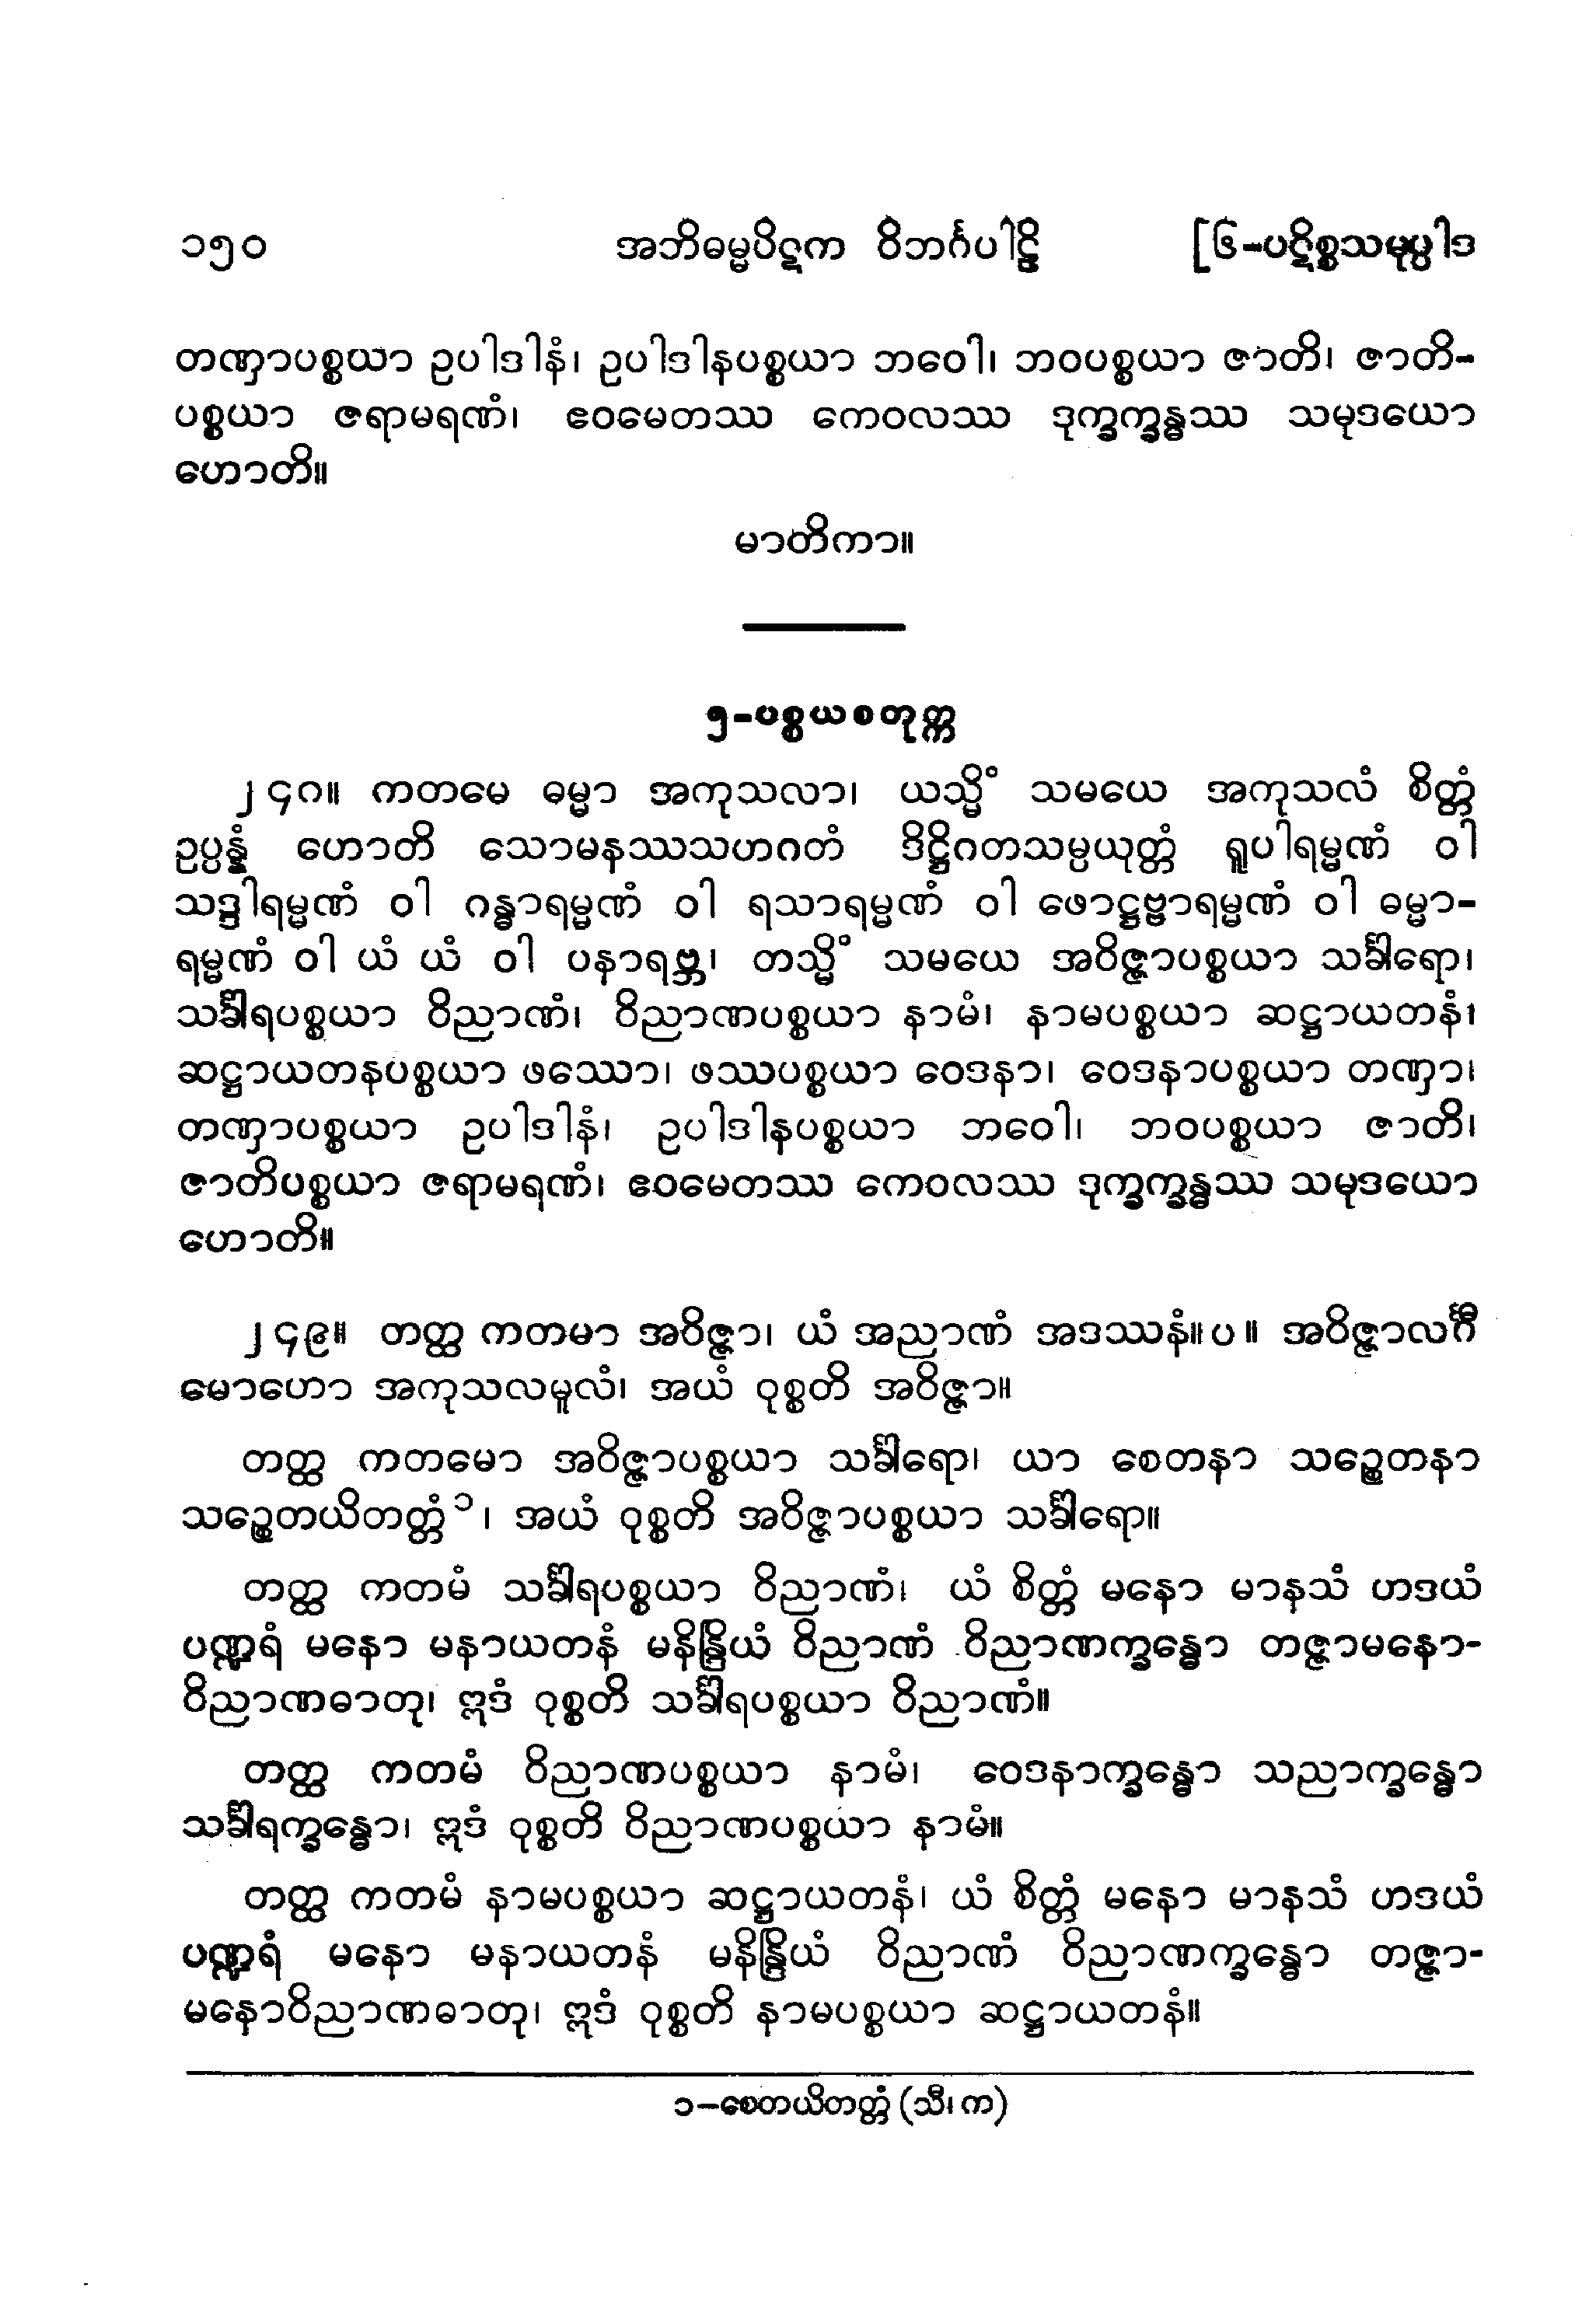 ၁၅၀ အဘိဓမ္မပိဋက ဝိဘင်္ဂပါဠိ [၆-ပဋိစ္စသမုပ္ပါဒ
တဏှာပစ္စယာ ဥပါဒါနံ၊ ဥပါဒါနပစ္စယာ ဘဝေါ၊ ဘဝပစ္စယာ ဇာတိ၊ ဇာတိ-
ပစ္စယာ ဇရာမရဏံ၊ ဧဝမေတဿ ကေဝလဿ ဒုက္ခက္ခန္ဓဿ သမုဒယော
ဟောတိ။
မာတိကာ။
၅-ပစ္စယစတုက္က
၂၄၈။ ကတမေ ဓမ္မာ အကုသလာ၊ ယသ္မိံ သမယေ အကုသလံ စိတ္တံ
ဥပ္ပန္နံ ဟောတိ သောမနဿသဟဂတံ ဒိဋ္ဌိဂတသမ္ပယုတ္တံ ရူပါရမ္မဏံ ဝါ
သဒ္ဒါရမ္မဏံ ဝါ ဂန္ဓာရမ္မဏံ ဝါ ရသာရမ္မဏံ ဝါ ဖောဋ္ဌဗ္ဗာရမ္မဏံ ဝါ ဓမ္မာ-
ရမ္မဏံ ဝါ ယံ ယံ ဝါ ပနာရဗ္ဘ၊ တသ္မိံ သမယေ အဝိဇ္ဇာပစ္စယာ သင်္ခါရော၊
သင်္ခါရပစ္စယာ ဝိညာဏံ၊ ဝိညာဏပစ္စယာ နာမံ၊ နာမပစ္စယာ ဆဋ္ဌာယတနံ၊
ဆဋ္ဌာယတနပစ္စယာ ဖဿော၊ ဖဿပစ္စယာ ဝေဒနာ၊ ဝေဒနာပစ္စယာ တဏှာ၊
တဏှာပစ္စယာ ဥပါဒါနံ၊ ဥပါဒါနပစ္စယာ ဘဝေါ၊ ဘဝပစ္စယာ ဇာတိ၊
ဇာတိပစ္စယာ ဇရာမရဏံ၊ ဧဝမေတဿ ကေဝလဿ ဒုက္ခက္ခန္ဓဿ သမုဒယော
ဟောတိ။
၂၄၉။ တတ္ထ ကတမာ အဝိဇ္ဇာ၊ ယံ အညာဏံ အဒဿနံ။ပ။ အဝိဇ္ဇာလင်္ဂီ
မောဟော အကုသလမူလံ၊ အယံ ဝုစ္စတိ အဝိဇ္ဇာ။
တတ္ထ ကတမော အဝိဇ္ဇာပစ္စယာ သင်္ခါရော၊ ယာ စေတနာ သဉ္စေတနာ
သဉ္စေတယိတတ္တံ၁၊ အယံ ဝုစ္စတိ အဝိဇ္ဇာပစ္စယာ သင်္ခါရော။
တတ္ထ ကတမံ သင်္ခါရပစ္စယာ ဝိညာဏံ၊ ယံ စိတ္တံ မနော မာနသံ ဟဒယံ
ပဏ္ဍရံ မနော မနာယတနံ မနိန္ဒြိယံ ဝိညာဏံ ဝိညာဏက္ခန္ဓော တဇ္ဇာမနော-
ဝိညာဏဓာတု၊ ဣဒံ ဝုစ္စတိ သင်္ခါရပစ္စယာ ဝိညာဏံ။
တတ္ထ ကတမံ ဝိညာဏပစ္စယာ နာမံ၊ ဝေဒနာက္ခန္ဓော သညာက္ခန္ဓော
သင်္ခါရက္ခန္ဓော၊ ဣဒံ ဝုစ္စတိ ဝိညာဏပစ္စယာ နာမံ။
တတ္ထ ကတမံ နာမပစ္စယာ ဆဋ္ဌာယတနံ၊ ယံ စိတ္တံ မနော မာနသံ ဟဒယံ
ပဏ္ဍရံ မနော မနာယတနံ မနိန္ဒြိယံ ဝိညာဏံ ဝိညာဏက္ခန္ဓော တဇ္ဇာ-
မနောဝိညာဏဓာတု၊ ဣဒံ ဝုစ္စတိ နာမပစ္စယာ ဆဋ္ဌာယတနံ။
၁-စေတယိတတ္တံ (သီ၊ က)